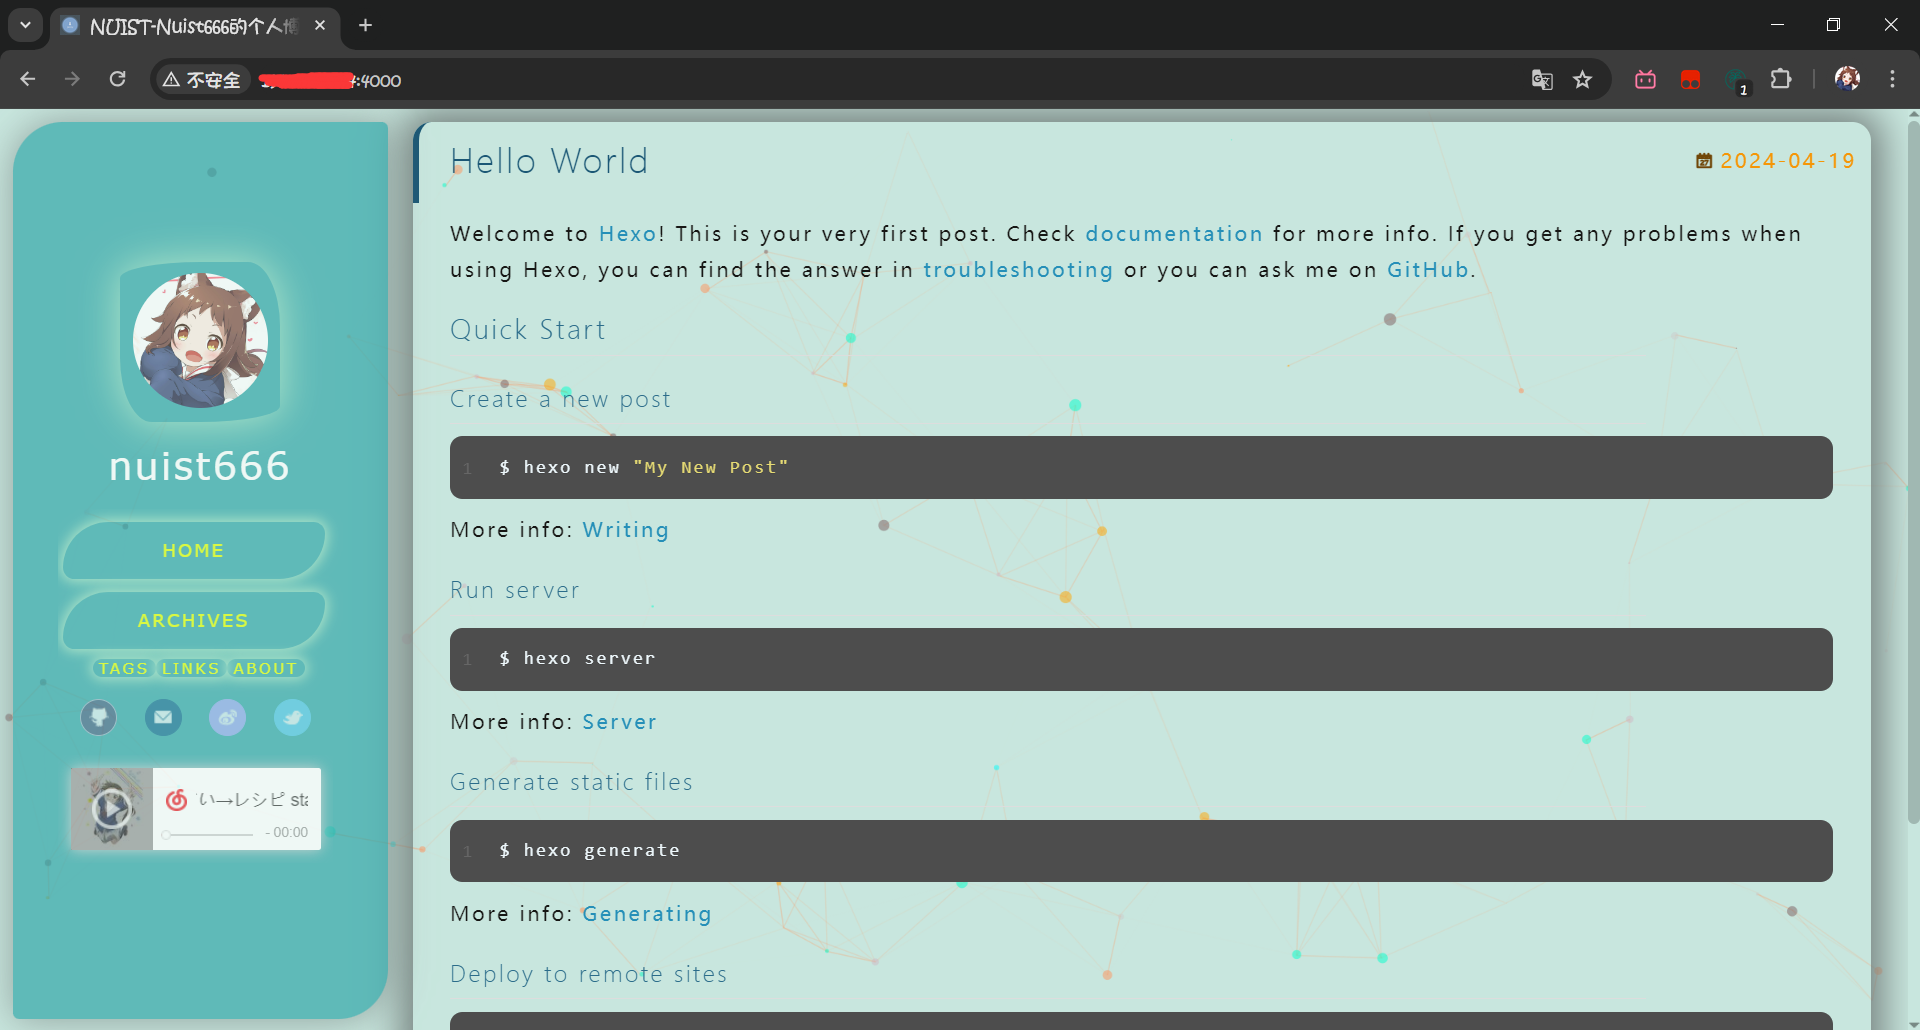 NUIST-Nuist666的个人博
不安全
4:4000
nuist666
HOME
ARCHIVES
TAGS LINKS ABOUT
い→レシピ sta
- 00:00
Hello World
2024-04-19
Welcome to Hexo! This is your very first post. Check documentation for more info. If you get any problems when
using Hexo, you can find the answer in troubleshooting or you can ask me on GitHub.
Quick Start
Create a new post
1 $ hexo new "My New Post"
More info: Writing
Run server
1 $ hexo server
More info: Server
Generate static files
1 $ hexo generate
More info: Generating
Deploy to remote sites